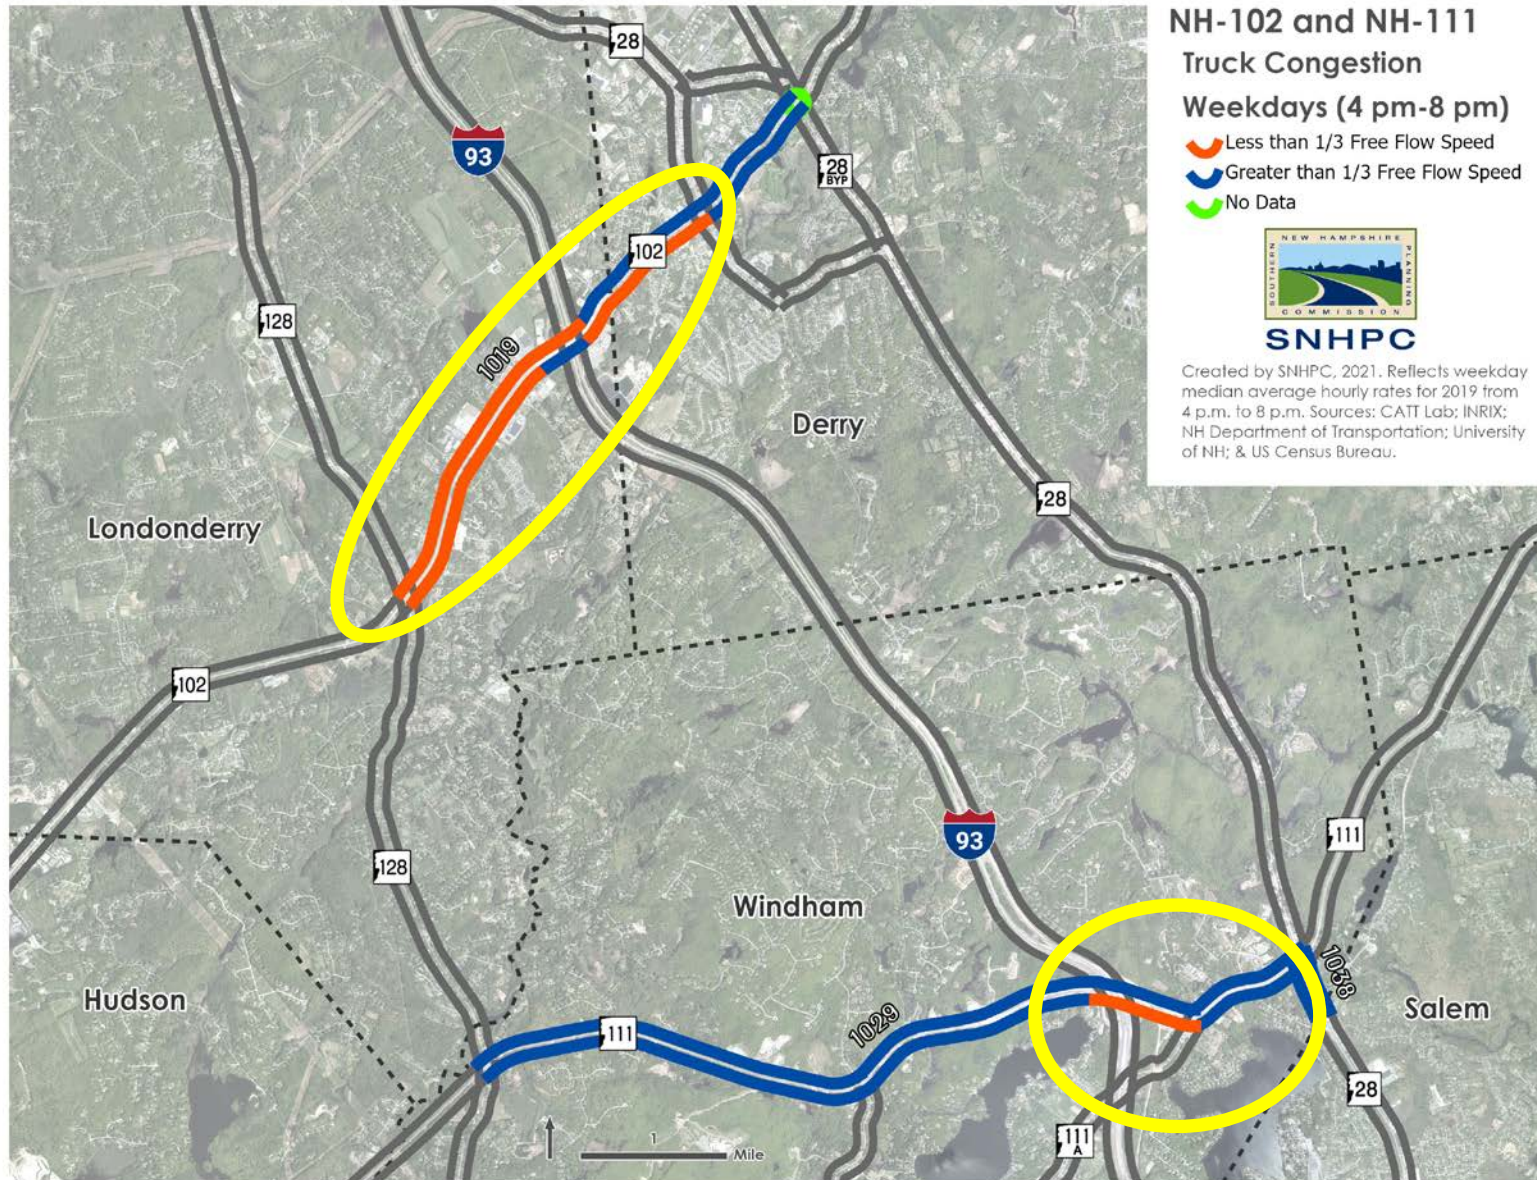 NH-102 and NH-111
Truck Congestion
Weekdays (4 pm-8 pm)
Less than 1/3 Free Flow Speed
Greater than 1/3 Free Flow Speed
No Data
NEW HAMPSHIRE
SOUTHERN
PLANNING
COMMISSION
SNHPC
Created by SNHPC, 2021. Reflects weekday
median average hourly rates for 2019 from
4 p.m. to 8 p.m. Sources: CATT Lab; INRIX;
NH Department of Transportation; University
of NH; & US Census Bureau.
28
93
28
BYP
102
128
1019
Derry
28
Londonderry
102
93
111
128
Windham
1038
Hudson
Salem
1029
111
28
111
A
1
Mile